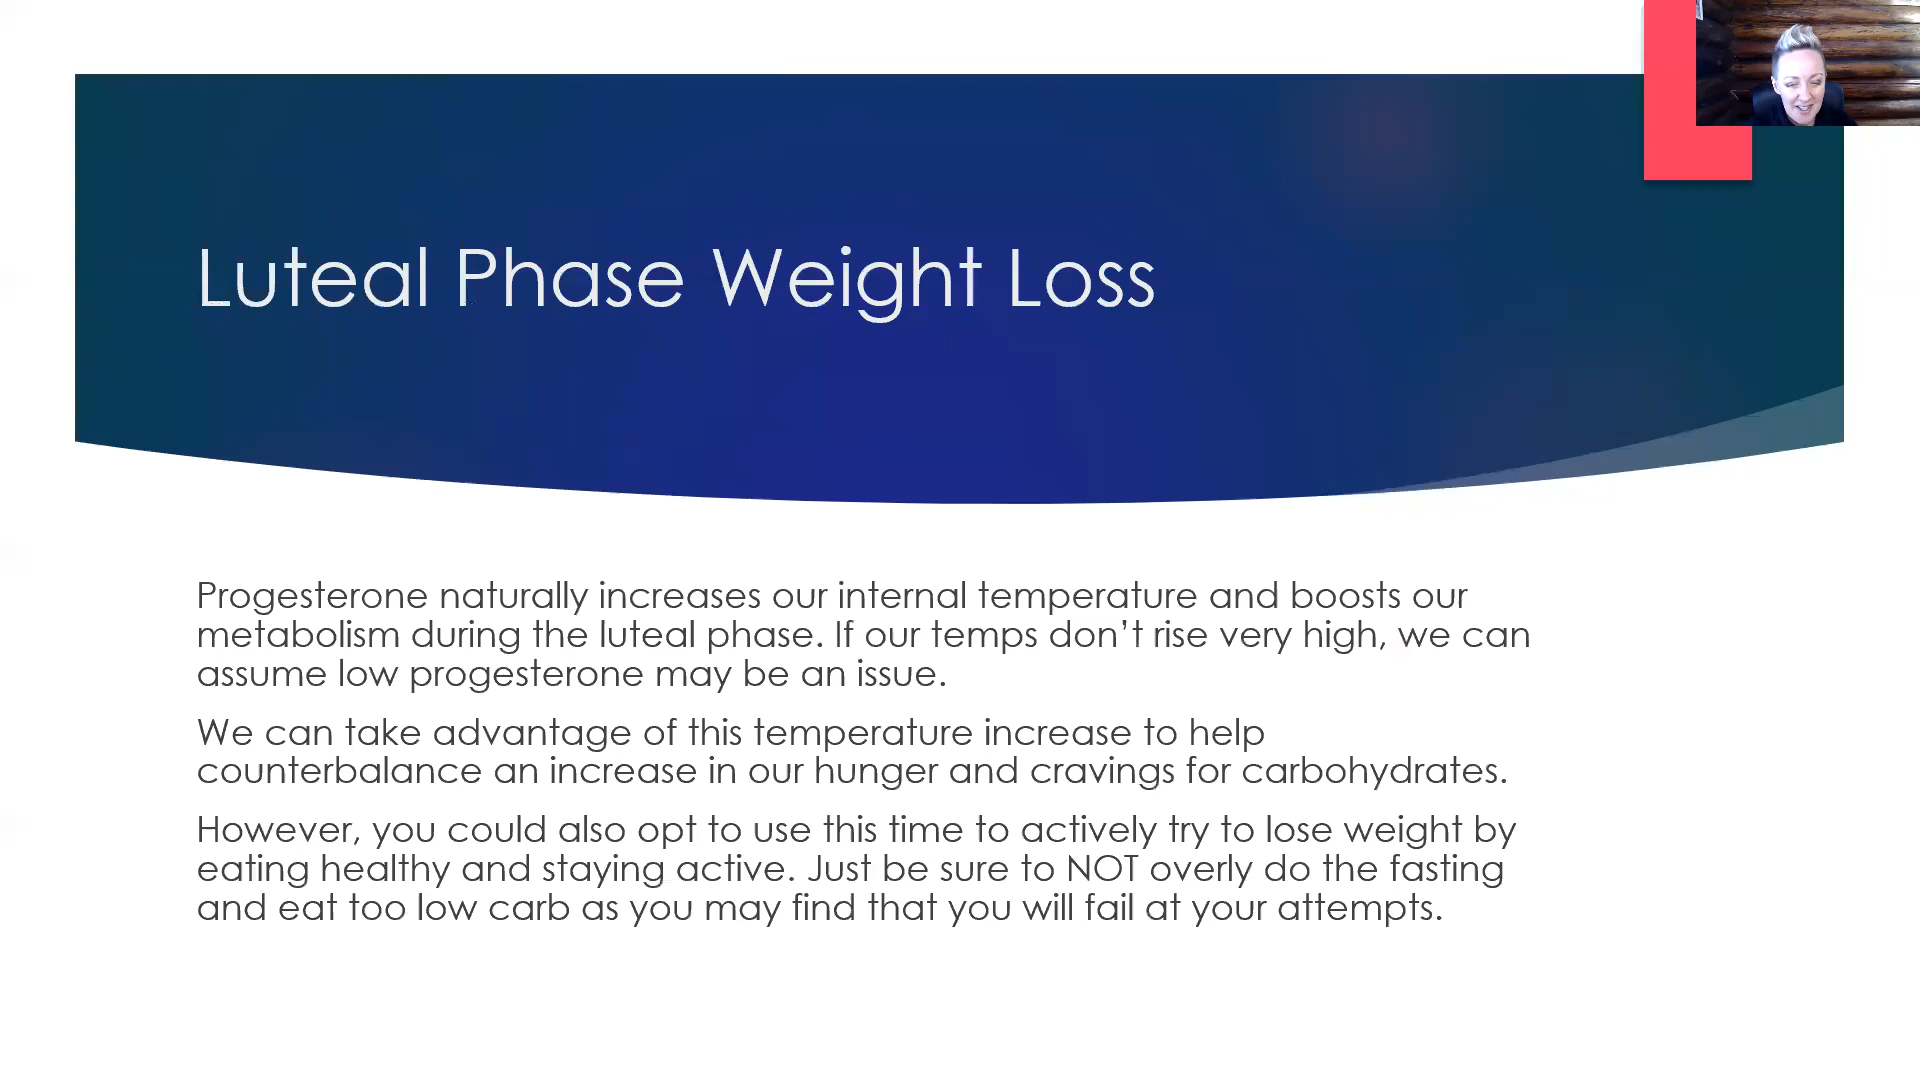 Luteal Phase Weight Loss
Progesterone naturally increases our internal temperature and boosts our
metabolism during the luteal phase. If our temps don’t rise very high, we can
assume low progesterone may be an issue.
We can take advantage of this temperature increase to help
counterbalance an increase in our hunger and cravings for carbohydrates.
However, you could also opt to use this time to actively try to lose weight by
eating healthy and staying active. Just be sure to NOT overly do the fasting
and eat too low carb as you may find that you will fail at your attempts.